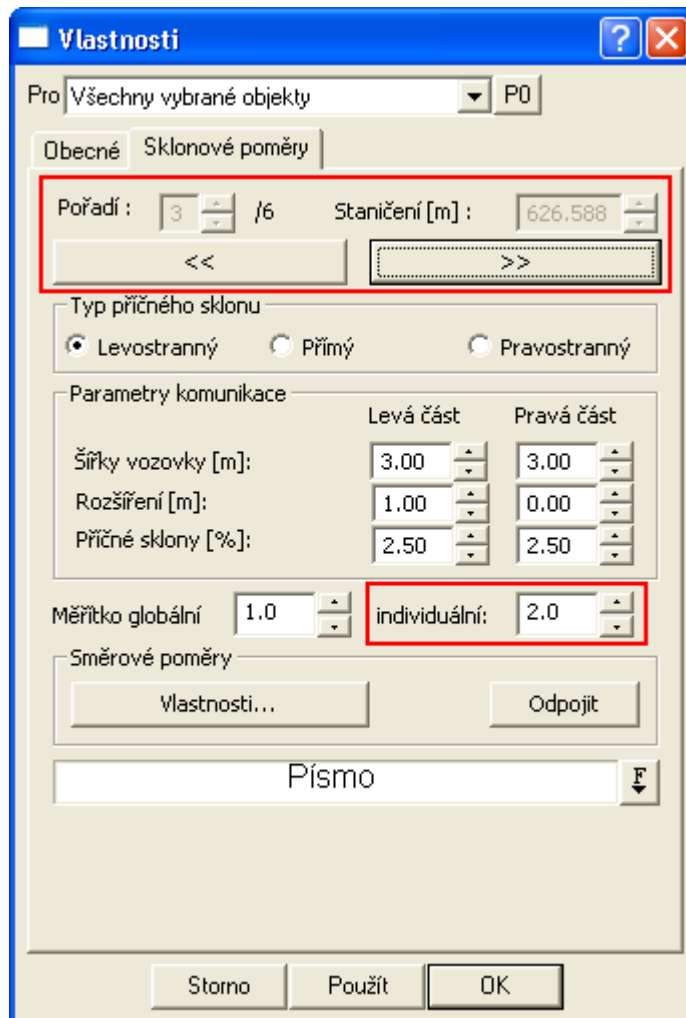 Vlastnosti ?
Pro Všechny vybrané objekty P0
Obecné Sklonové poměry
Pořadí : 3 /6 Staničení [m] : 626.588
<< >>
Typ příčného sklonu
Levostranný Přímý Pravostranný
Parametry komunikace
Levá část Pravá část
Šířky vozovky [m]: 3.00 3.00
Rozšíření [m]: 1.00 0.00
Příčné sklony [%]: 2.50 2.50
Měřítko globální 1.0 individuální: 2.0
Směrové poměry
Vlastnosti... Odpojit
Písmo F
Storno Použít OK